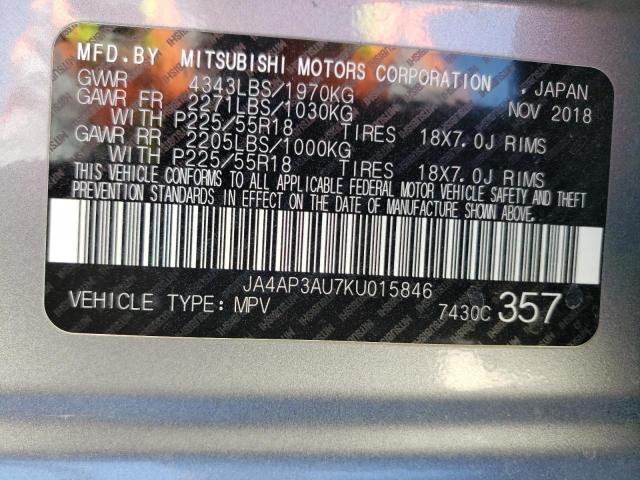 MFD.BY MITSUBISHI MOTORS CORPORATION , JAPAN
GVWR 4343LBS/1970KG NOV 2018
GAWR FR 2271LBS/1030KG
WITH P225/55R18 TIRES 18X7.0J RIMS
GAWR RR 2205LBS/1000KG
WITH P225/55R18 TIRES 18X7.0J RIMS
THIS VEHICLE CONFORMS TO ALL APPLICABLE FEDERAL MOTOR VEHICLE SAFETY AND THEFT
PREVENTION STANDARDS IN EFFECT ON THE DATE OF MANUFACTURE SHOWN ABOVE.
JA4AP3AU7KU015846
VEHICLE TYPE: MPV 7430C 357